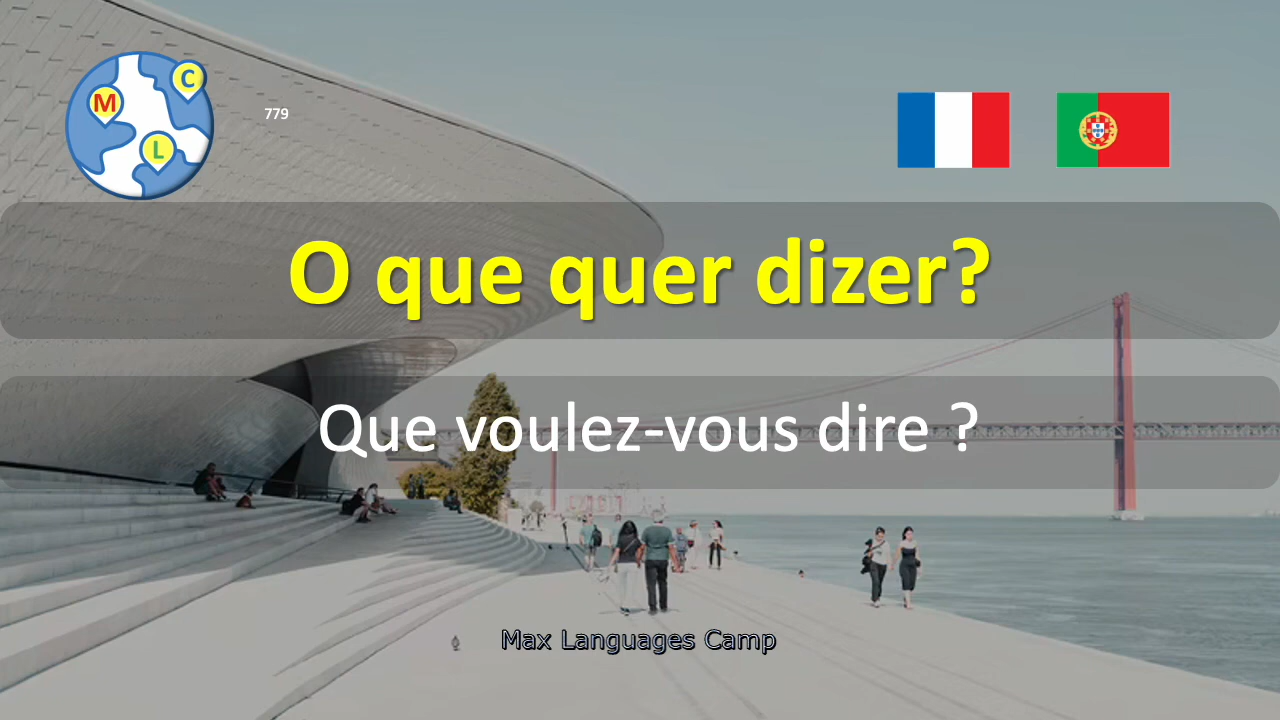 C
M
L
779
O que quer dizer?
Que voulez-vous dire ?
Max Languages Camp